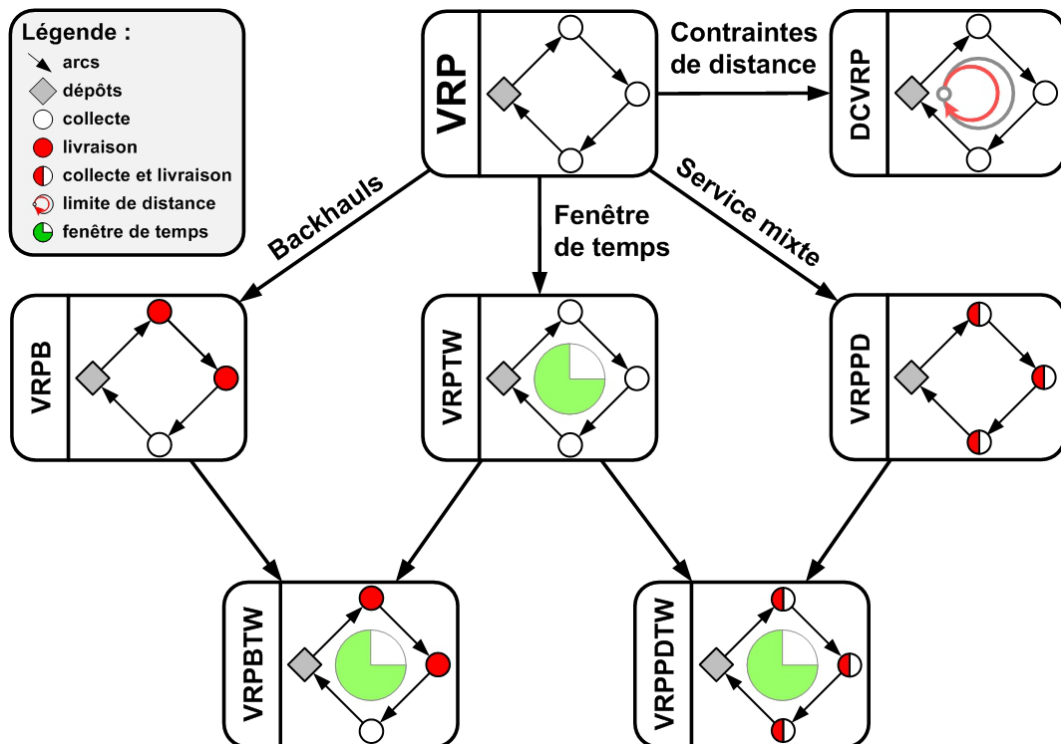 Légende :
arcs
dépôts
collecte
livraison
collecte et livraison
limite de distance
fenêtre de temps
VRP
Contraintes
de distance
DCVRP
Backhauls
Fenêtre
de temps
Service mixte
VRPB
VRPTW
VRPPD
VRPBTW
VRPPDTW